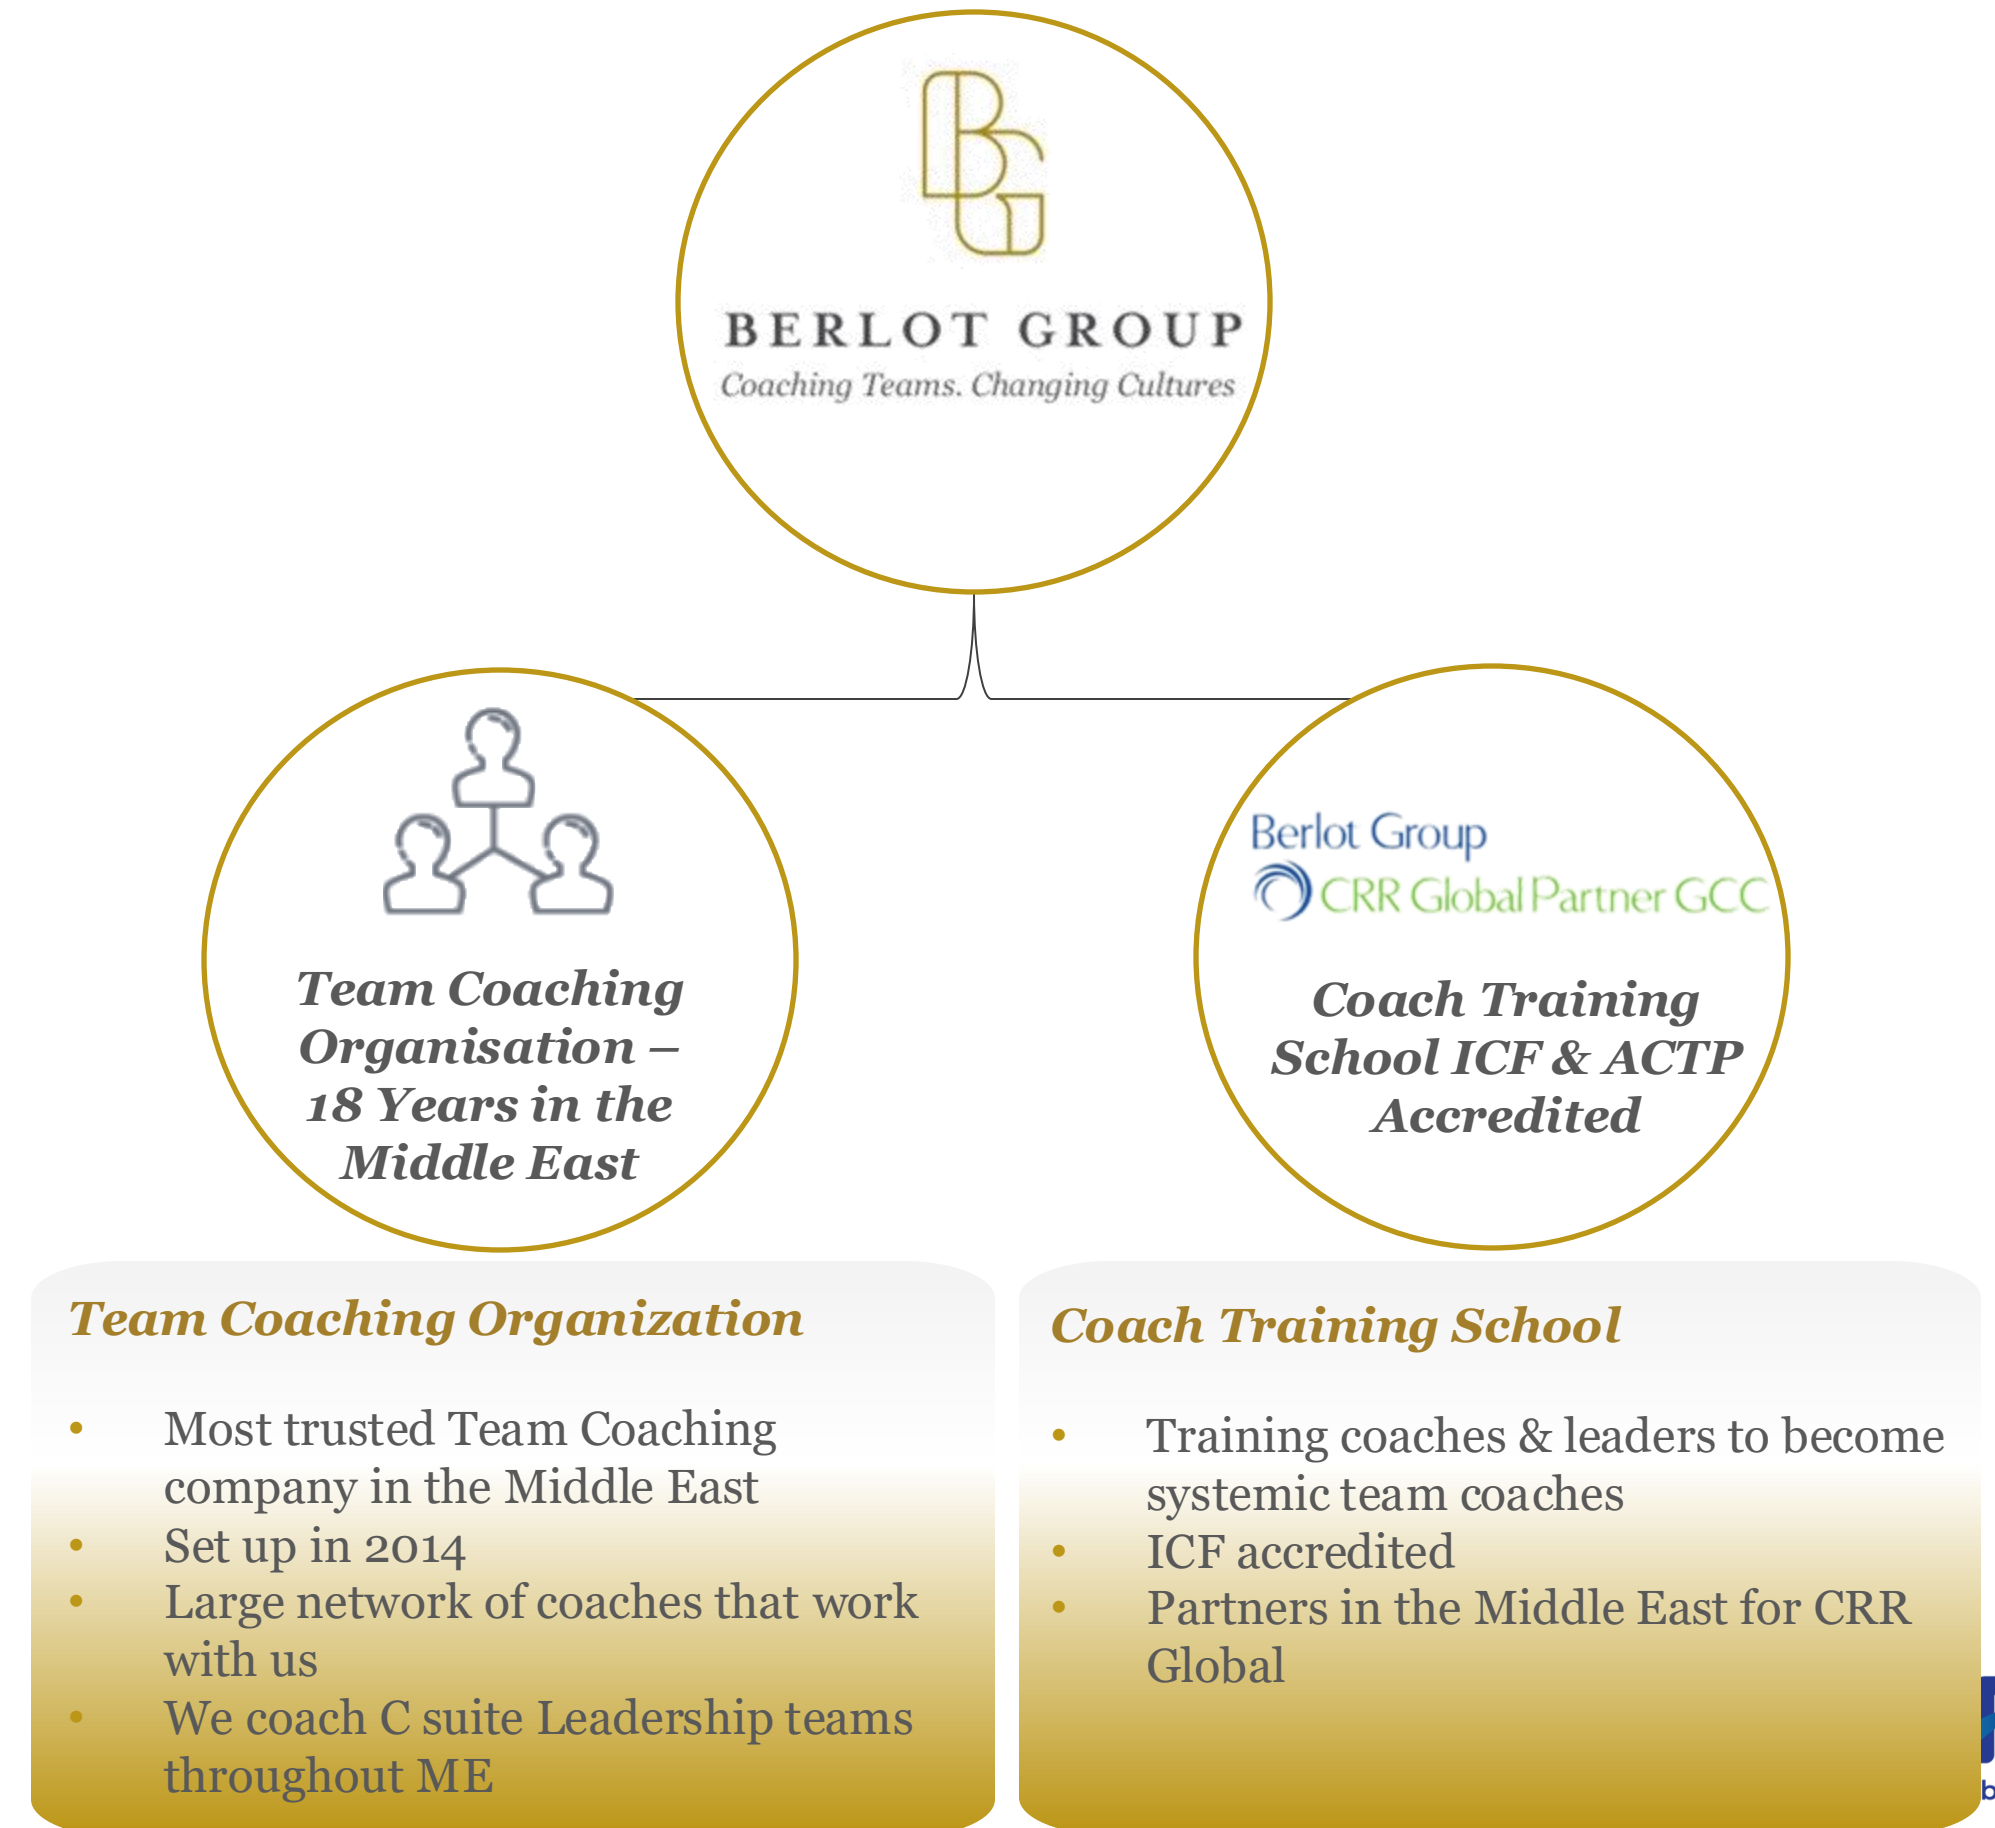 BG
BERLOT GROUP
Coaching Teams. Changing Cultures
Team Coaching
Organisation –
18 Years in the
Middle East
Berlot Group
CRR Global Partner GCC
Coach Training
School ICF & ACTP
Accredited
Team Coaching Organization
• Most trusted Team Coaching
company in the Middle East
• Set up in 2014
• Large network of coaches that work
with us
• We coach C suite Leadership teams
throughout ME
Coach Training School
• Training coaches & leaders to become
systemic team coaches
• ICF accredited
• Partners in the Middle East for CRR
Global
b